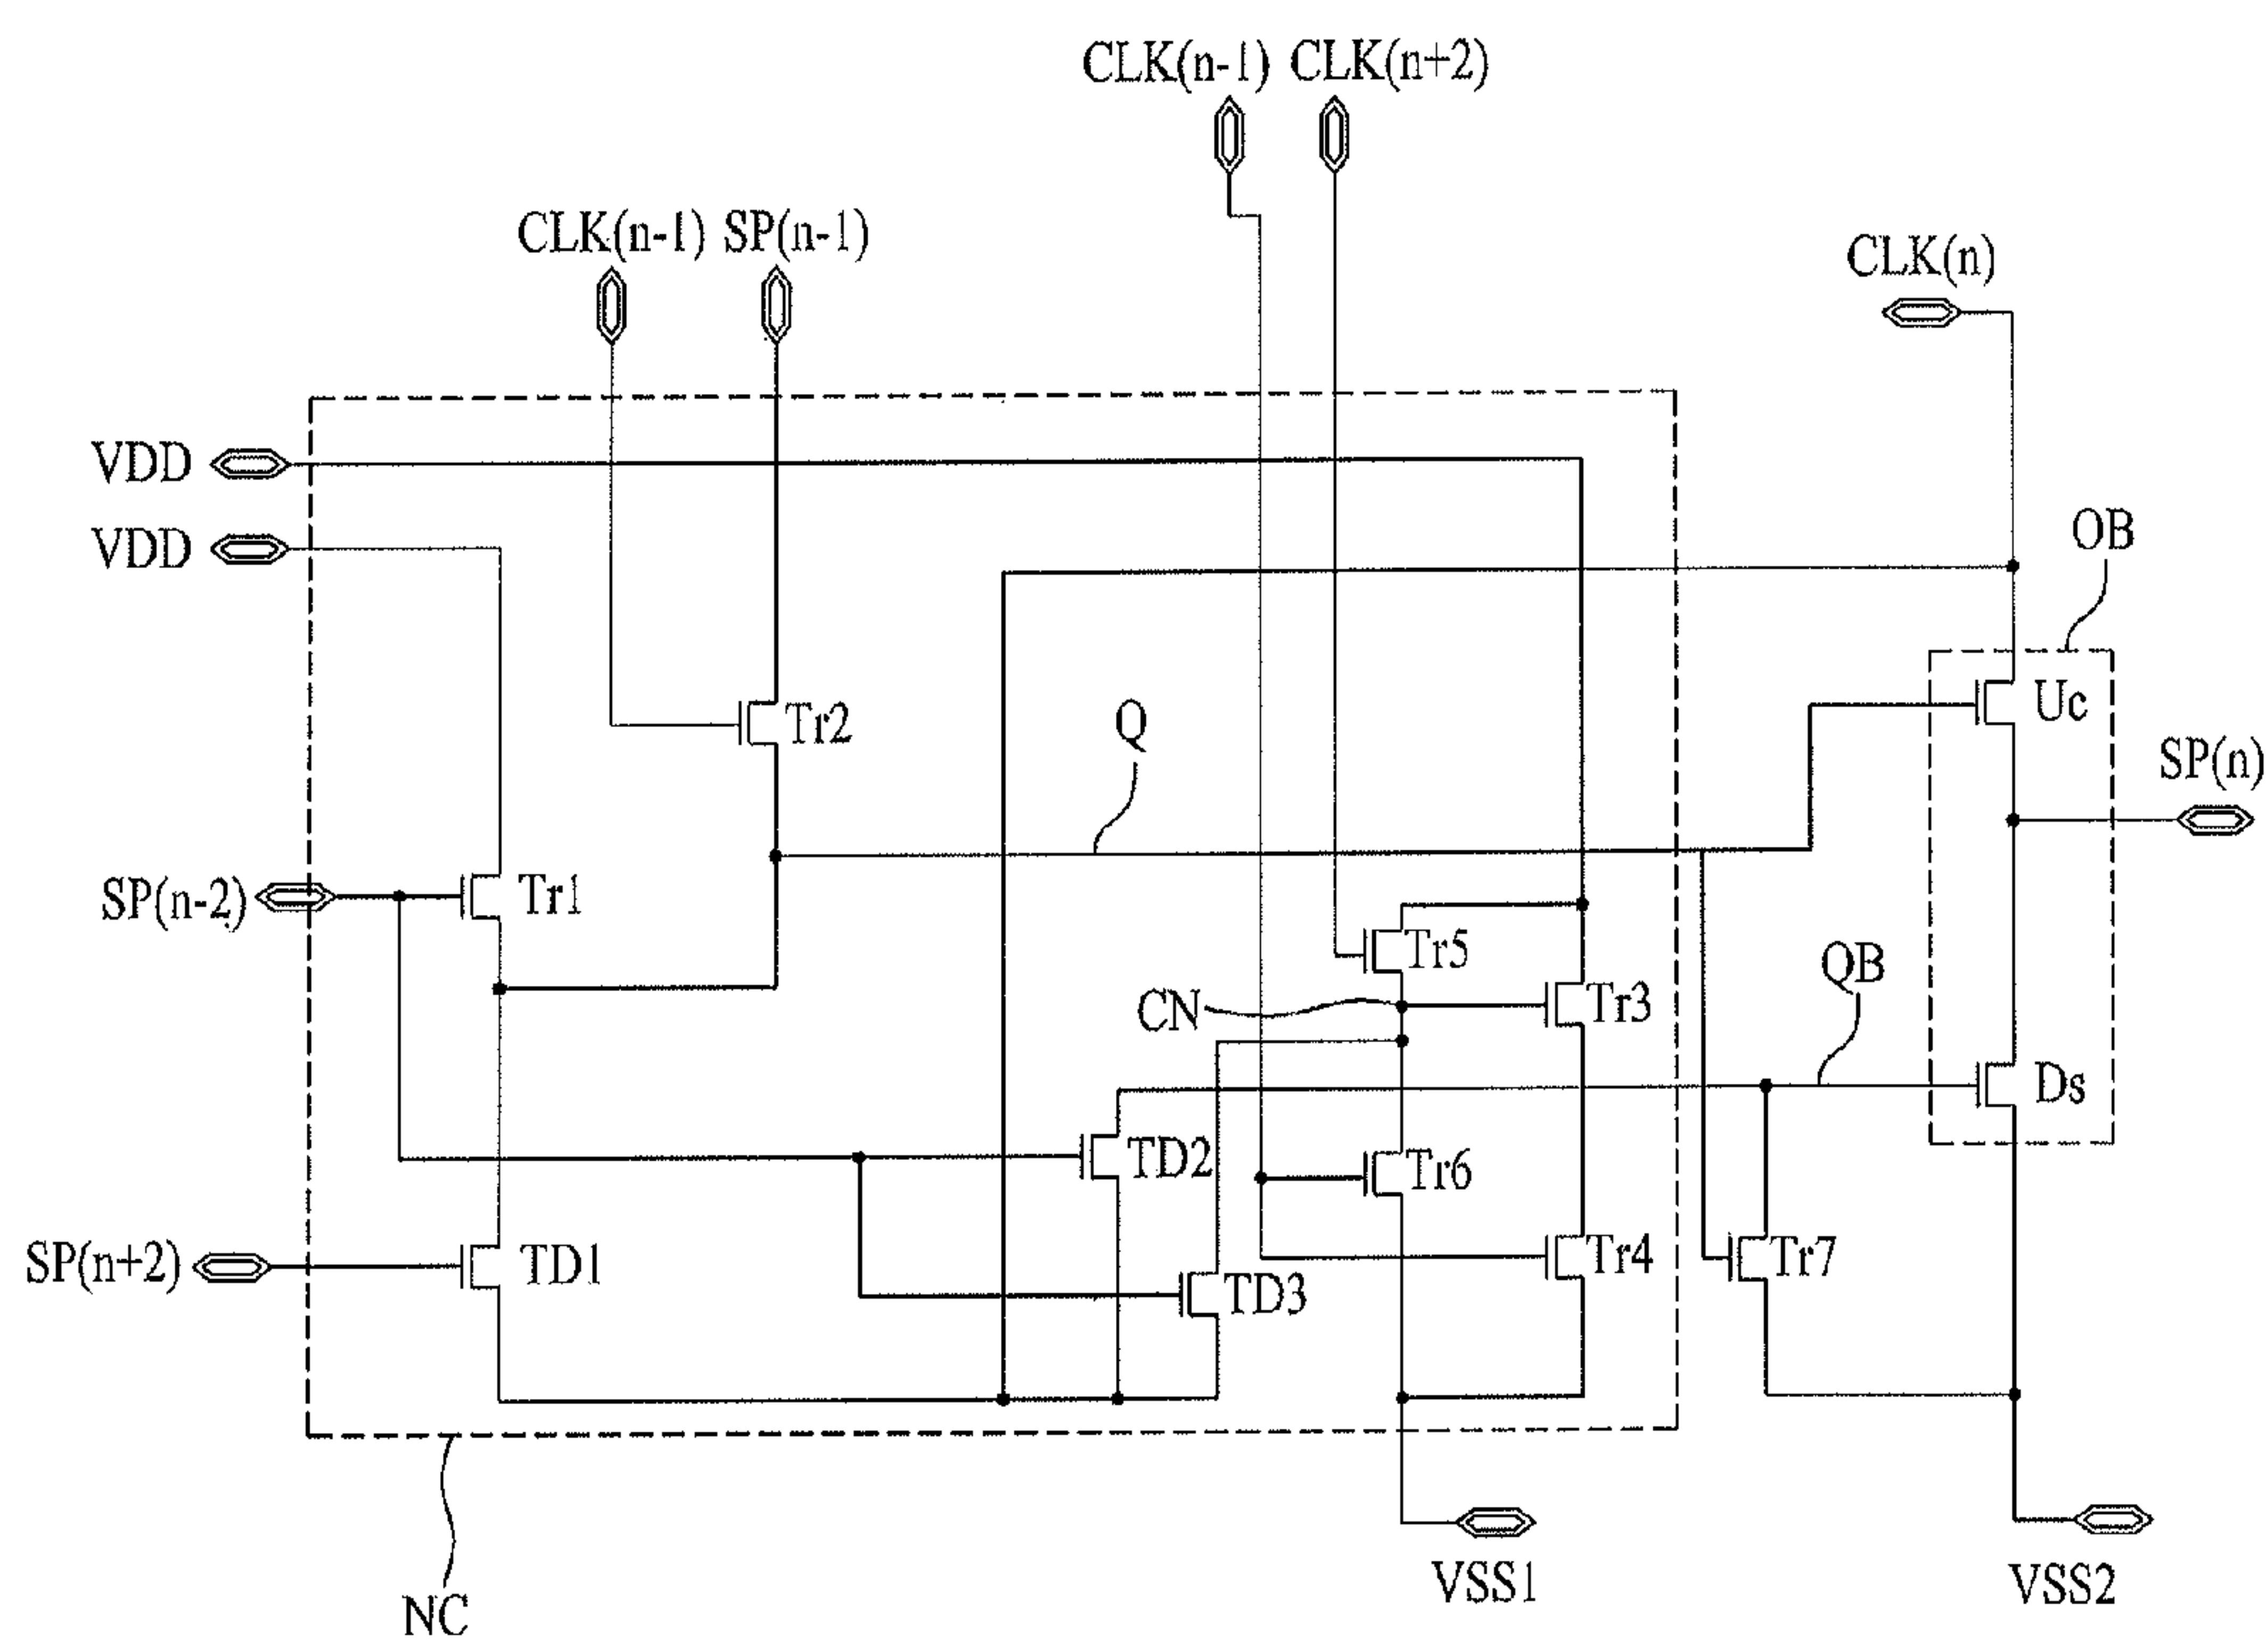 CLK(n-1) CLK(n+2)
CLK(n-1) SP(n-1)
CLK(n)
VDD
VDD
OB
Uc
Tr2
Q
SP(n)
SP(n-2)
Tr1
Tr5
QB
CN
Tr3
Ds
TD2
Tr6
SP(n+2)
TD1
Tr4
Tr7
TD3
VSS1
VSS2
NC